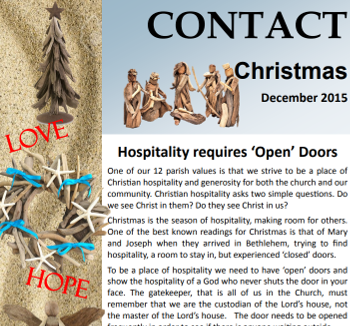 CONTACT
Christmas
December 2015
LOVE
HOPE
Hospitality requires ‘Open’ Doors
One of our 12 parish values is that we strive to be a place of
Christian hospitality and generosity for both the church and our
community. Christian hospitality asks two simple questions. Do
we see Christ in them? Do they see Christ in us?
Christmas is the season of hospitality, making room for others.
One of the best known readings for Christmas is that of Mary
and Joseph when they arrived in Bethlehem, trying to find
hospitality, a room to stay in, but experienced ‘closed’ doors.
To be a place of hospitality we need to have ‘open’ doors and
show the hospitality of a God who never shuts the door in your
face. The gatekeeper, that is all of us in the Church, must
remember that we are the custodian of the Lord’s house, not
the master of the Lord’s house. The door needs to be opened